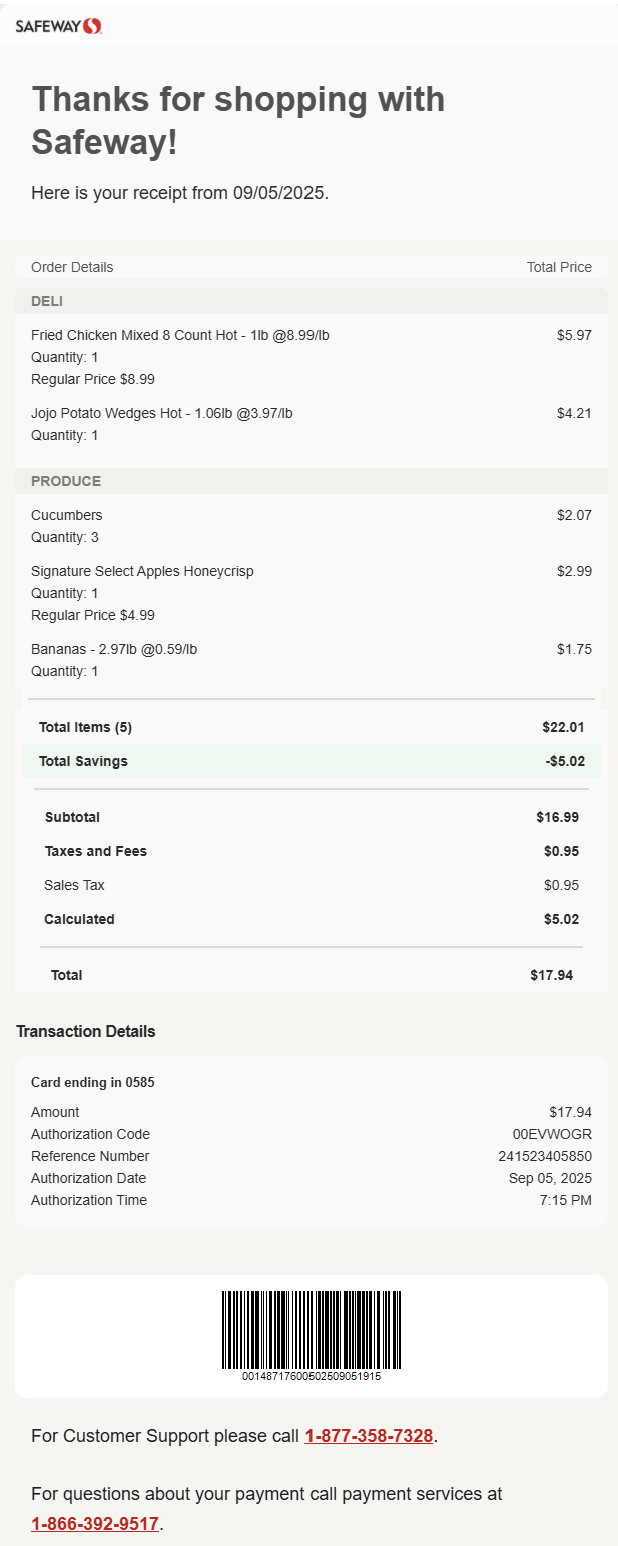 SAFEWAY
Thanks for shopping with
Safeway!
Here is your receipt from 09/05/2025.
Order Details Total Price
DELI
Fried Chicken Mixed 8 Count Hot - 1lb @8.99/lb $5.97
Quantity: 1
Regular Price $8.99
Jojo Potato Wedges Hot - 1.06lb @3.97/lb $4.21
Quantity: 1
PRODUCE
Cucumbers $2.07
Quantity: 3
Signature Select Apples Honeycrisp $2.99
Quantity: 1
Regular Price $4.99
Bananas - 2.97lb @0.59/lb $1.75
Quantity: 1
Total Items (5) $22.01
Total Savings -$5.02
Subtotal $16.99
Taxes and Fees $0.95
Sales Tax $0.95
Calculated $5.02
Total $17.94
Transaction Details
Card ending in 0585
Amount $17.94
Authorization Code 00EVWOGR
Reference Number 241523405850
Authorization Date Sep 05, 2025
Authorization Time 7:15 PM
00148717600502509051915
For Customer Support please call 1-877-358-7328.
For questions about your payment call payment services at
1-866-392-9517.